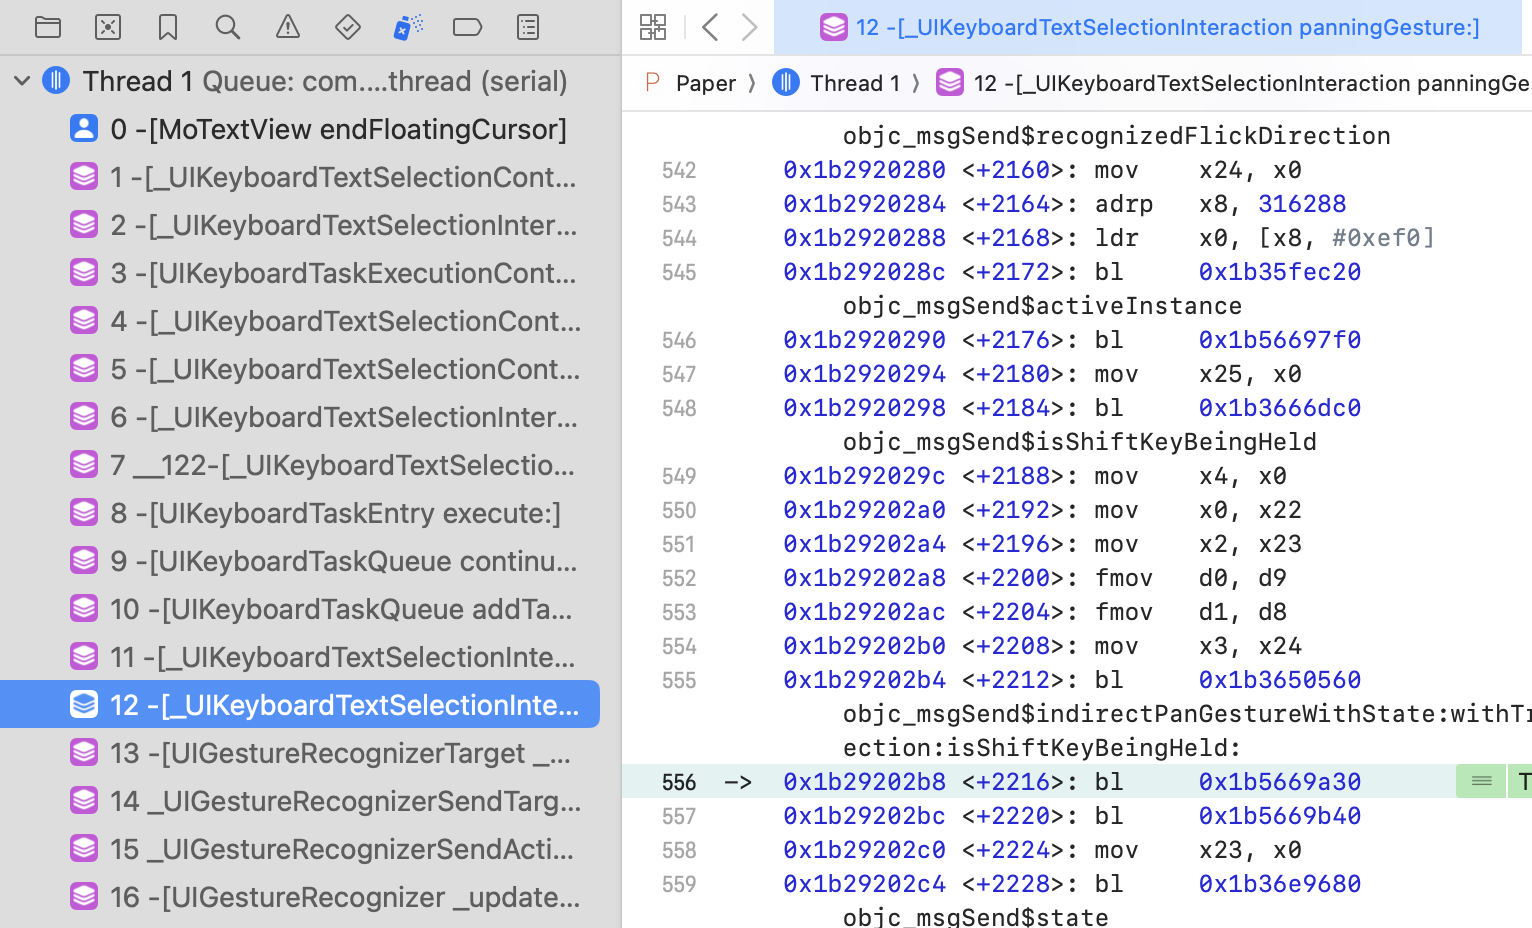 Thread 1 Queue: com....thread (serial)
0 -[MoTextView endFloatingCursor]
1 -[_UIKeyboardTextSelectionCont...
2 -[_UIKeyboardTextSelectionInter...
3 -[UIKeyboardTaskExecutionCont...
4 -[_UIKeyboardTextSelectionCont...
5 -[_UIKeyboardTextSelectionCont...
6 -[_UIKeyboardTextSelectionInter...
7 __122-[_UIKeyboardTextSelectio...
8 -[UIKeyboardTaskEntry execute:]
9 -[UIKeyboardTaskQueue continu...
10 -[UIKeyboardTaskQueue addTa...
11 -[_UIKeyboardTextSelectionInte...
12 -[_UIKeyboardTextSelectionInte...
13 -[UIGestureRecognizerTarget _...
14 _UIGestureRecognizerSendTarg...
15 _UIGestureRecognizerSendActi...
16 -[UIGestureRecognizer _update...
12 -[_UIKeyboardTextSelectionInteraction panningGesture:]
P Paper 〉 Thread 1 〉 12 -[_UIKeyboardTextSelectionInteraction panningGe
objc_msgSend$recognizedFlickDirection
542 0x1b2920280 <+2160>: mov x24, x0
543 0x1b2920284 <+2164>: adrp x8, 316288
544 0x1b2920288 <+2168>: ldr x0, [x8, #0xef0]
545 0x1b292028c <+2172>: bl 0x1b35fec20
objc_msgSend$activeInstance
546 0x1b2920290 <+2176>: bl 0x1b56697f0
547 0x1b2920294 <+2180>: mov x25, x0
548 0x1b2920298 <+2184>: bl 0x1b3666dc0
objc_msgSend$isShiftKeyBeingHeld
549 0x1b292029c <+2188>: mov x4, x0
550 0x1b29202a0 <+2192>: mov x0, x22
551 0x1b29202a4 <+2196>: mov x2, x23
552 0x1b29202a8 <+2200>: fmov d0, d9
553 0x1b29202ac <+2204>: fmov d1, d8
554 0x1b29202b0 <+2208>: mov x3, x24
555 0x1b29202b4 <+2212>: bl 0x1b3650560
objc_msgSend$indirectPanGestureWithState:withTr
ection:isShiftKeyBeingHeld:
556 -> 0x1b29202b8 <+2216>: bl 0x1b5669a30 T
557 0x1b29202bc <+2220>: bl 0x1b5669b40
558 0x1b29202c0 <+2224>: mov x23, x0
559 0x1b29202c4 <+2228>: bl 0x1b36e9680
objc_msgSend$state